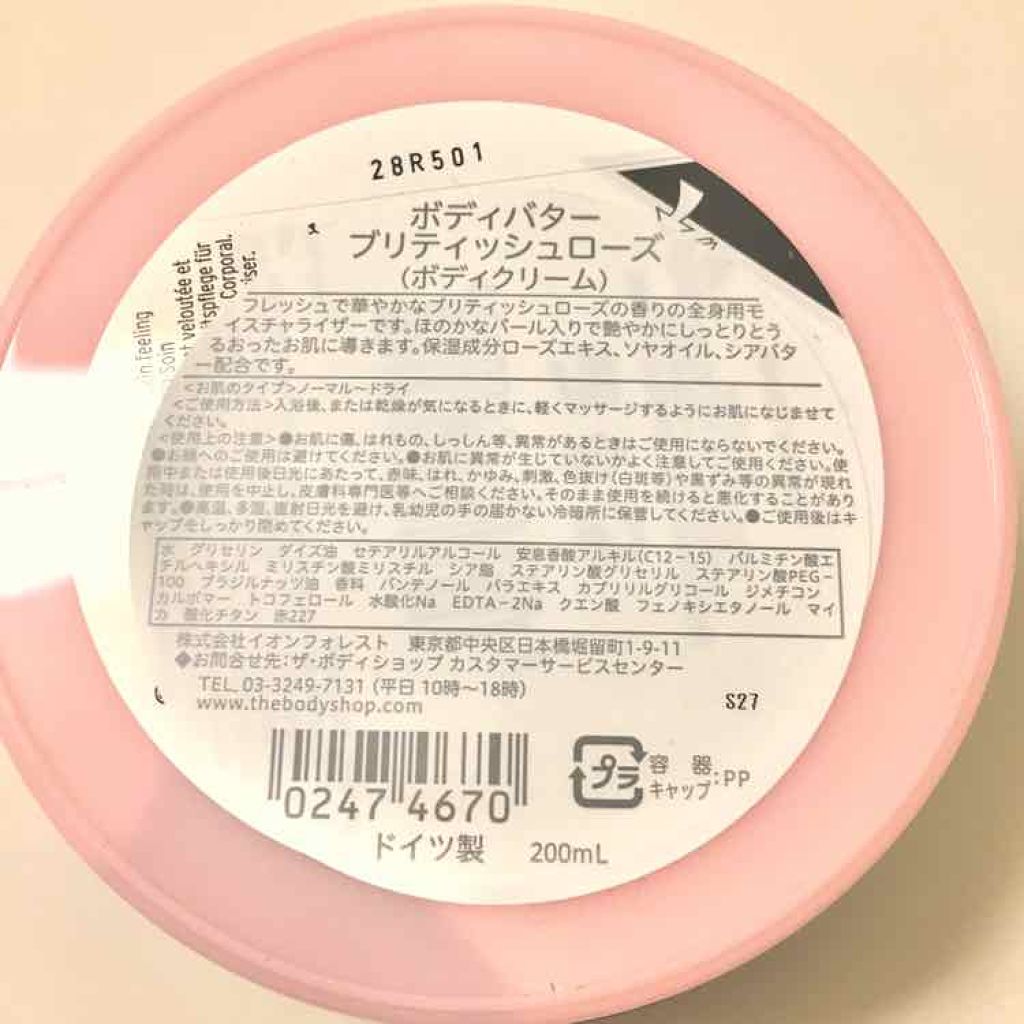 28R501
ボディバター
ブリティッシュローズ
(ボディクリーム)
フレッシュで華やかなブリティッシュローズの香りの全身用モ
イスチャライザーです。ほのかなパール入りで艶やかにしっとりとう
るおったお肌に導きます。保湿成分ローズエキス、ソヤオイル、シアバタ
ー配合です。
<お肌のタイプ>ノーマル〜ドライ
<ご使用方法>入浴後、または乾燥が気になるときに、軽くマッサージするようにお肌になじませて
ください。
<使用上の注意>●お肌に傷、はれもの、しっしん等、異常があるときはご使用にならないでください。
●お顔へのご使用は避けてください。●お肌に異常が生じていないかよく注意してご使用ください。使
用中または使用後日光にあたって、赤味、はれ、かゆみ、刺激、色抜け(白斑等)や黒ずみ等の異常が現れ
た時は、使用を中止し、皮膚科専門医等へご相談ください。そのまま使用を続けると悪化することがあり
ます。●高温、多湿、直射日光を避け、乳幼児の手の届かない冷暗所に保管してください。●ご使用後はキ
ャップをしっかり閉めてください。
水 グリセリン ダイズ油 セテアリルアルコール 安息香酸アルキル(C12-15) パルミチン酸エ
チルヘキシル ミリスチン酸ミリスチル シア脂 ステアリン酸グリセリル ステアリン酸PEG-
100 ブラジルナッツ油 香料 パンテノール バラエキス カプリリルグリコール ジメチコン
カルボマー トコフェロール 水酸化Na EDTA-2Na クエン酸 フェノキシエタノール マイ
カ 酸化チタン 赤227
株式会社イオンフォレスト 東京都中央区日本橋堀留町1-9-11
◆お問合せ先:ザ・ボディショップ カスタマーサービスセンター
TEL.03-3249-7131(平日 10時〜18時)
www.thebodyshop.com
S27
0247 4670
プラ
容 器
キャップ:PP
ドイツ製 200mL
in feeling
Soin
t veloutée et
tspflege für
Corporal.
iser.